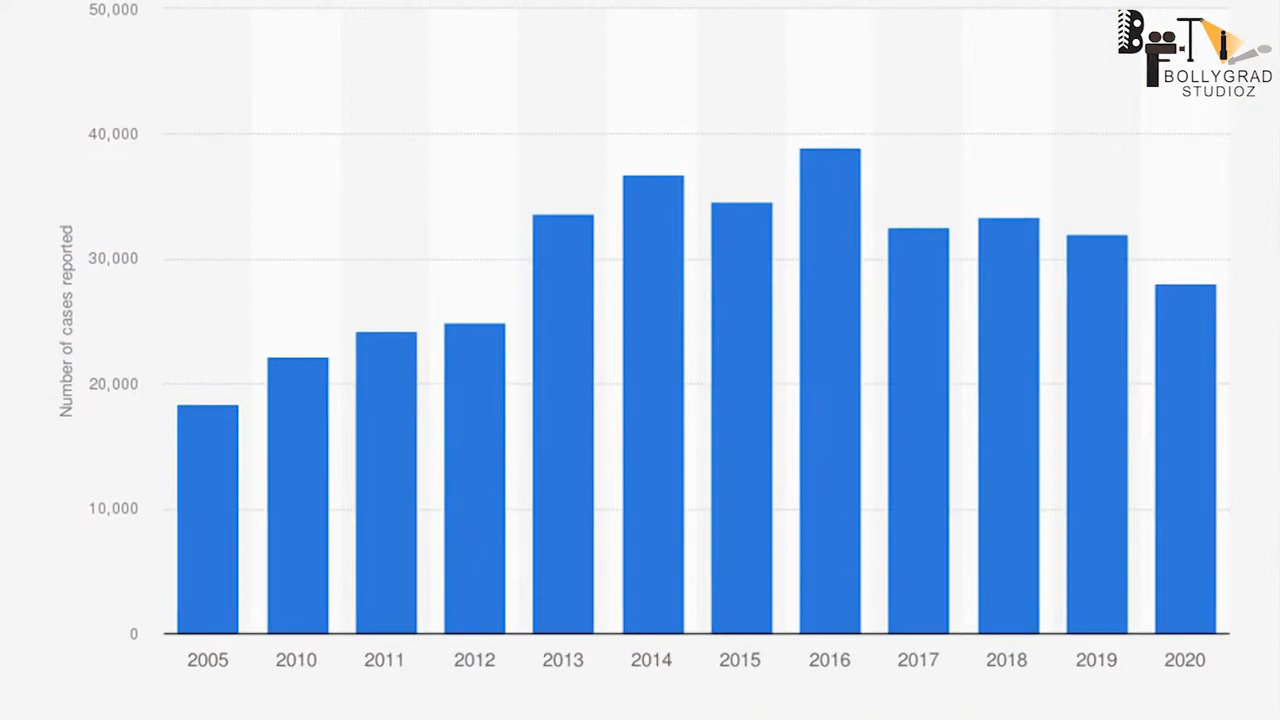 50,000
40,000
30,000
20,000
10,000
0
Number of cases reported
2005 2010 2011 2012 2013 2014 2015 2016 2017 2018 2019 2020
BFTI
BOLLYGRAD
STUDIOZ